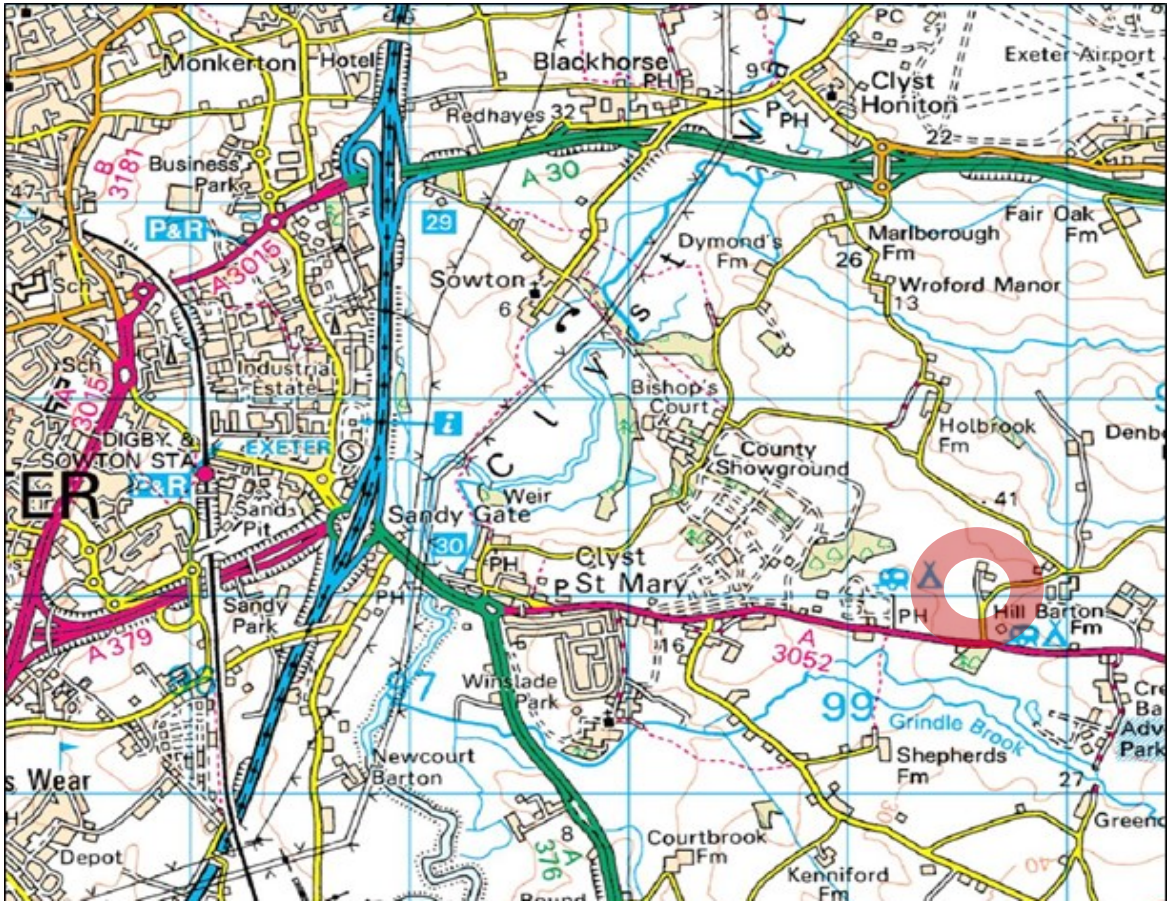 PC
Exeter Airport
Monkerton
Hotel
Blackhorse
PH
9
Clyst
Honiton
Redhayes 32
P
PH
22
B
3181
Business
Park
A 30
47
P&R
29
Fair Oak
Fm
Dymond's
Fm
Marlborough
Fm
26
A 3015
Sch
Sowton
6
Wroford Manor
13
C l y s t V a l
Sch
Industrial
Estate
Bishop's
Court
A
3015
i
DIGBY &
SOWTON STA
EXETER
S
County
Showground
Holbrook
Fm
Denb
P&R
ER
Sand
Pit
Weir
41
Sandy Gate
30
PH
Clyst
St Mary
P
PH
Sandy
Park
PH
Hill Barton
Fm
A 379
16
A
3052
Winslade
Park
99
Grindle Brook
Cre
Ba
Adv
Park
Newcourt
Barton
Shepherds
Fm
s Wear
27
30
Greend
8
A
376
Courtbrook
Fm
Depot
40
Kenniford
Fm